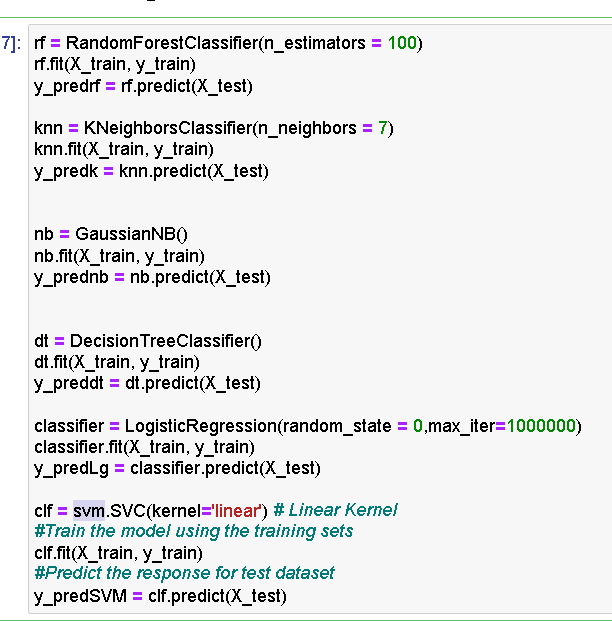 7]:
rf = RandomForestClassifier(n_estimators = 100)
rf.fit(X_train, y_train)
y_predrf = rf.predict(X_test)
knn = KNeighborsClassifier(n_neighbors = 7)
knn.fit(X_train, y_train)
y_predk = knn.predict(X_test)
nb = GaussianNB()
nb.fit(X_train, y_train)
y_prednb = nb.predict(X_test)
dt = DecisionTreeClassifier()
dt.fit(X_train, y_train)
y_preddt = dt.predict(X_test)
classifier = LogisticRegression(random_state = 0,max_iter=1000000)
classifier.fit(X_train, y_train)
y_predLg = classifier.predict(X_test)
clf = svm.SVC(kernel='linear') # Linear Kernel
#Train the model using the training sets
clf.fit(X_train, y_train)
#Predict the response for test dataset
y_predSVM = clf.predict(X_test)